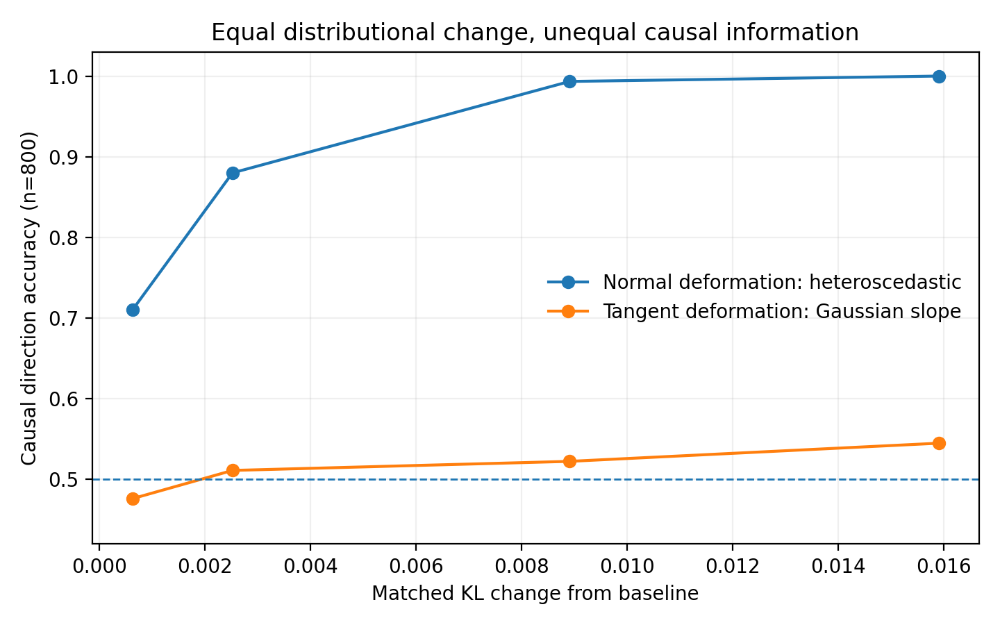 Equal distributional change, unequal causal information
Causal direction accuracy (n=800)
1.0
0.9
0.8
0.7
0.6
0.5
Normal deformation: heteroscedastic
Tangent deformation: Gaussian slope
0.000 0.002 0.004 0.006 0.008 0.010 0.012 0.014 0.016
Matched KL change from baseline